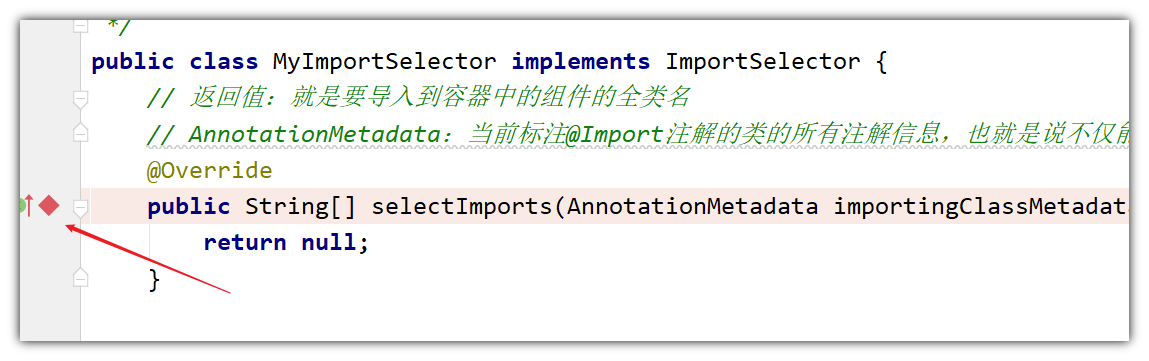 */
public class MyImportSelector implements ImportSelector {
// 返回值：就是要导入到容器中的组件的全类名
// AnnotationMetadata：当前标注@Import注解的类的所有注解信息，也就是说不仅能
@Override
public String[] selectImports(AnnotationMetadata importingClassMetadat
return null;
}